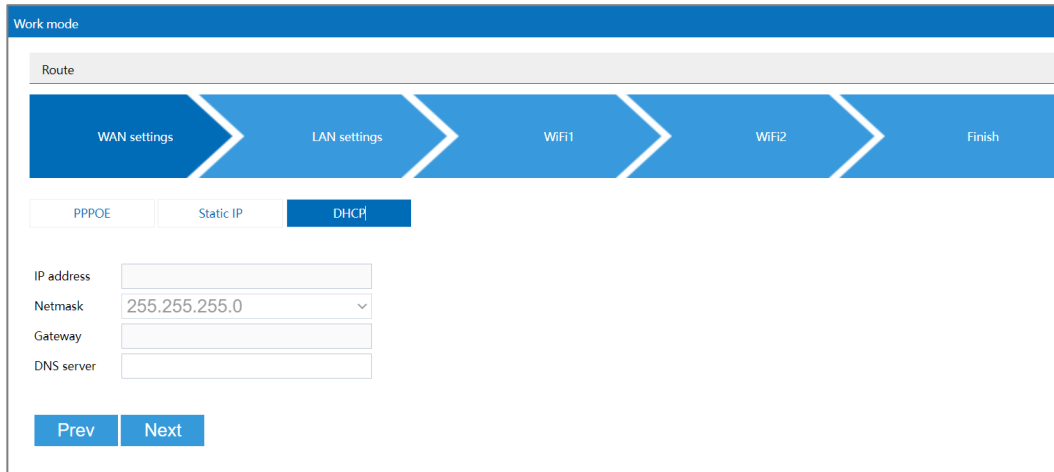 Work mode
Route
WAN settings LAN settings WiFi1 WiFi2 Finish
PPPOE Static IP DHCP
IP address
Netmask 255.255.255.0
Gateway
DNS server
Prev Next